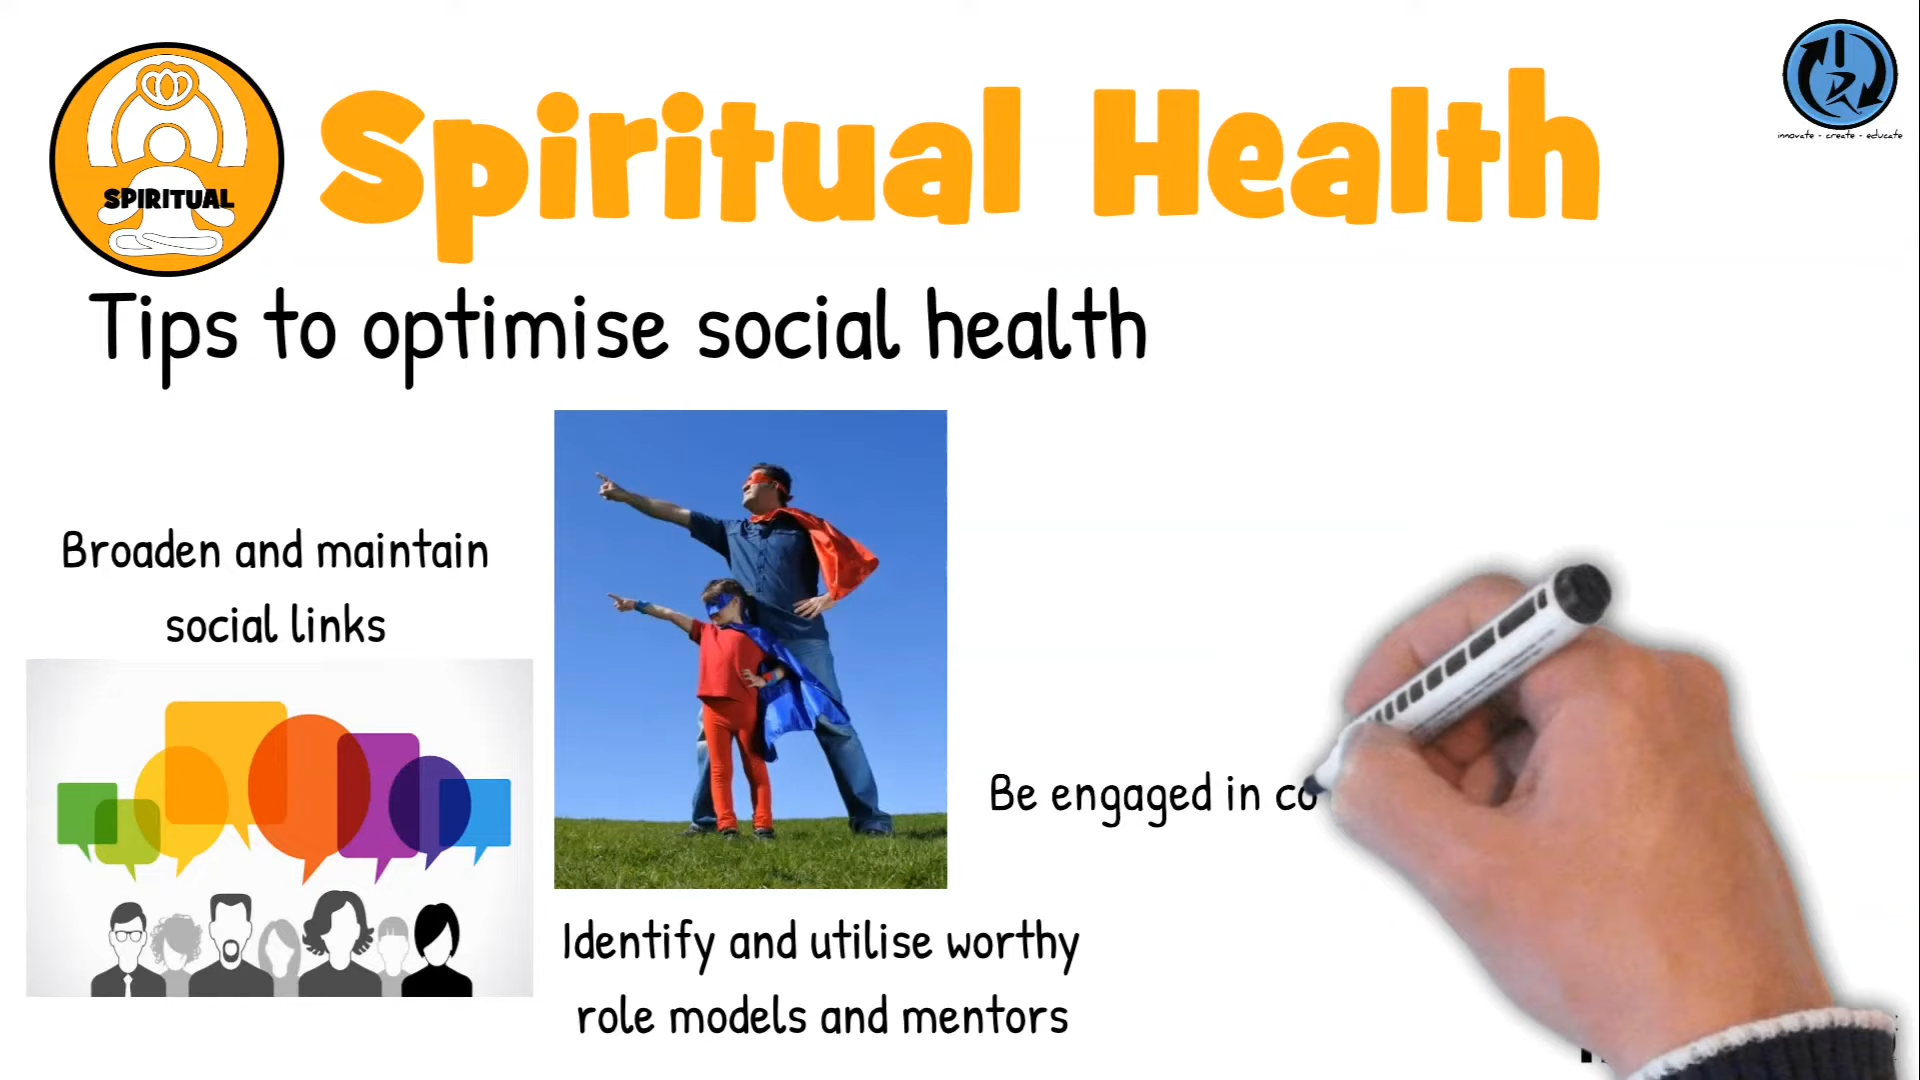 SPIRITUAL
Spiritual Health
innovate - create - educate
Tips to optimise social health
Broaden and maintain
social links
Identify and utilise worthy
role models and mentors
Be engaged in co